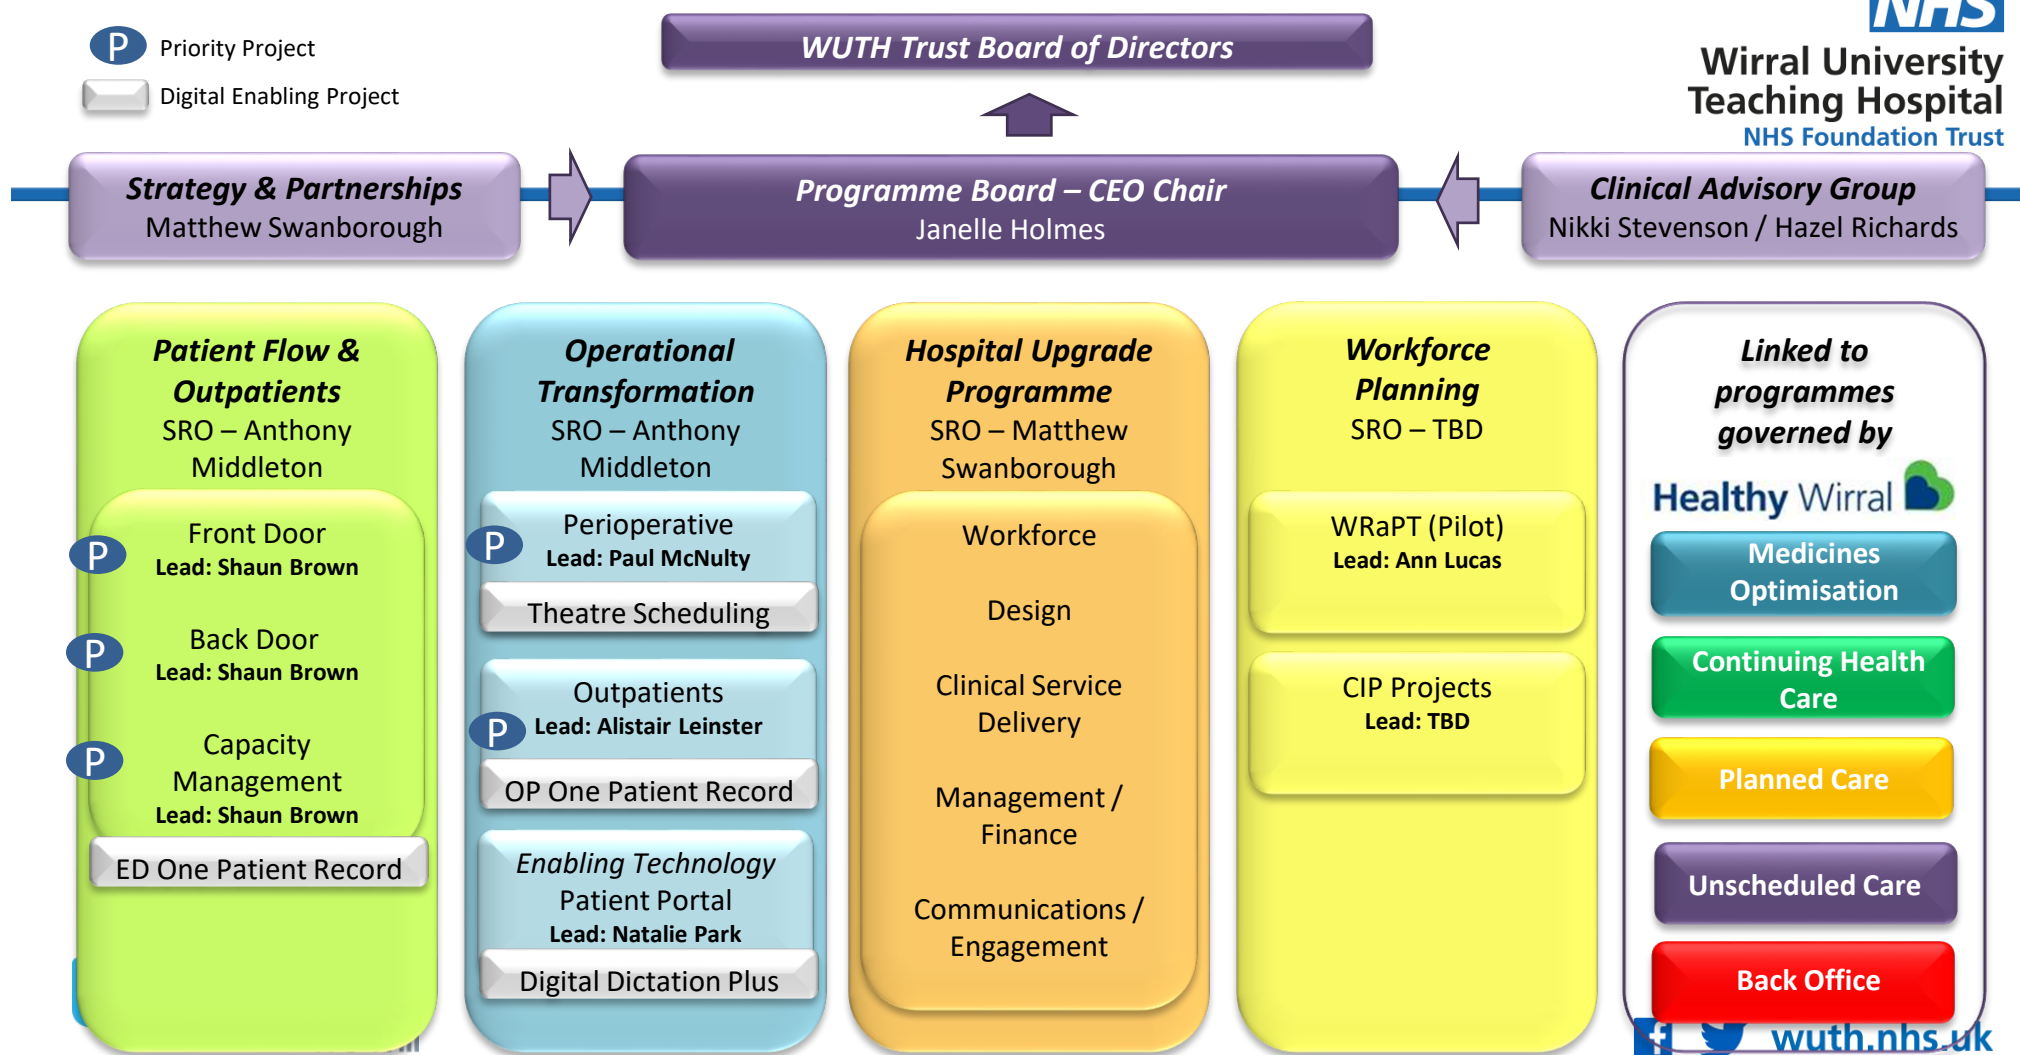 P Priority Project
Digital Enabling Project
WUTH Trust Board of Directors
NHS
Wirral University
Teaching Hospital
NHS Foundation Trust
Strategy & Partnerships
Matthew Swanborough
Programme Board – CEO Chair
Janelle Holmes
Clinical Advisory Group
Nikki Stevenson / Hazel Richards
Patient Flow &
Outpatients
SRO – Anthony
Middleton
P
Front Door
Lead: Shaun Brown
P
Back Door
Lead: Shaun Brown
P
Capacity
Management
Lead: Shaun Brown
ED One Patient Record
Operational
Transformation
SRO – Anthony
Middleton
P
Perioperative
Lead: Paul McNulty
Theatre Scheduling
P
Outpatients
Lead: Alistair Leinster
OP One Patient Record
Enabling Technology
Patient Portal
Lead: Natalie Park
Digital Dictation Plus
Hospital Upgrade
Programme
SRO – Matthew
Swanborough
Workforce
Design
Clinical Service
Delivery
Management /
Finance
Communications /
Engagement
Workforce
Planning
SRO – TBD
WRaPT (Pilot)
Lead: Ann Lucas
CIP Projects
Lead: TBD
Linked to
programmes
governed by
Healthy Wirral
Medicines
Optimisation
Continuing Health
Care
Planned Care
Unscheduled Care
Back Office
wuth.nhs.uk